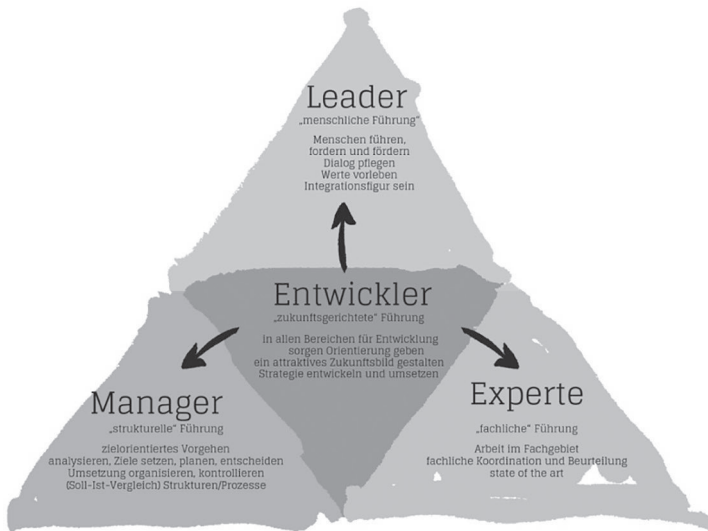 Leader
„menschliche Führung“
Menschen führen,
fordern und fördern
Dialog pflegen
Werte vorleben
Integrationsfigur sein
Entwickler
„zukunftsgerichtete“ Führung
in allen Bereichen für Entwicklung
sorgen Orientierung geben
ein attraktives Zukunftsbild gestalten
Strategie entwickeln und umsetzen
Manager
„strukturelle“ Führung
zielorientiertes Vorgehen
analysieren, Ziele setzen, planen, entscheiden
Umsetzung organisieren, kontrollieren
(Soll-Ist-Vergleich) Strukturen/Prozesse
Experte
„fachliche“ Führung
Arbeit im Fachgebiet
fachliche Koordination und Beurteilung
state of the art